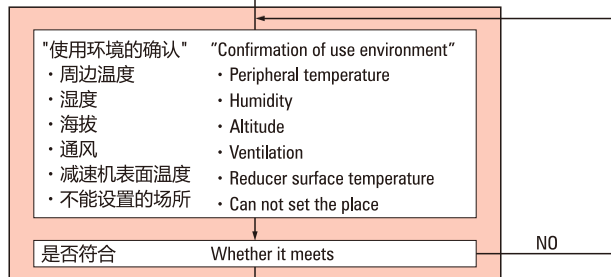 "使用环境的确认" "Confirmation of use environment"
・周边温度 ・Peripheral temperature
・湿度 ・Humidity
・海拔 ・Altitude
・通风 ・Ventilation
・减速机表面温度 ・Reducer surface temperature
・不能设置的场所 ・Can not set the place
是否符合 Whether it meets
NO